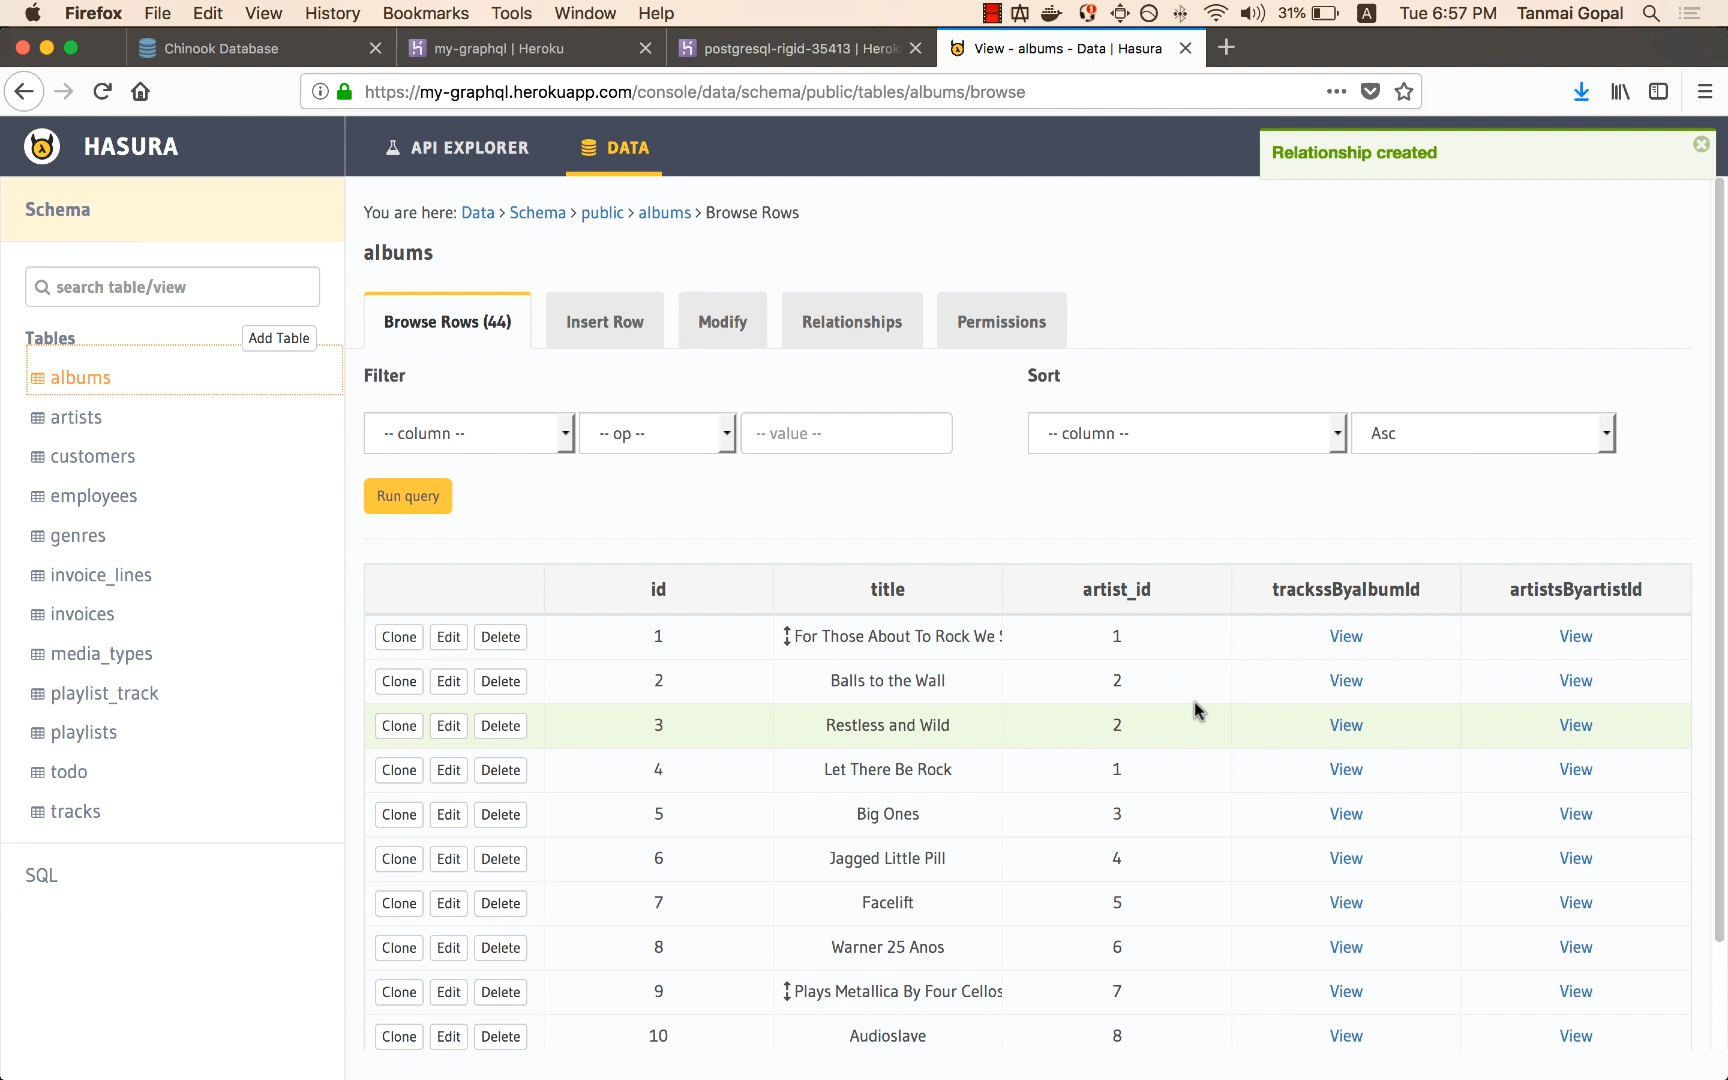 Firefox File Edit View History Bookmarks Tools Window Help 31% A Tue 6:57 PM Tanmai Gopal
Chinook Database my-graphql | Heroku postgresql-rigid-35413 | Herok View - albums - Data | Hasura
https://my-graphql.herokuapp.com/console/data/schema/public/tables/albums/browse
HASURA API EXPLORER DATA
Relationship created
Schema
You are here: Data > Schema > public > albums > Browse Rows
albums
search table/view
Browse Rows (44) Insert Row Modify Relationships Permissions
Tables Add Table
albums
artists
customers
employees
genres
invoice_lines
invoices
media_types
playlist_track
playlists
todo
tracks
SQL
Filter Sort
-- column -- -- op -- -- value -- -- column -- Asc
Run query
id title artist_id trackssByalbumId artistsByartistId
Clone Edit Delete 1 For Those About To Rock We S 1 View View
Clone Edit Delete 2 Balls to the Wall 2 View View
Clone Edit Delete 3 Restless and Wild 2 View View
Clone Edit Delete 4 Let There Be Rock 1 View View
Clone Edit Delete 5 Big Ones 3 View View
Clone Edit Delete 6 Jagged Little Pill 4 View View
Clone Edit Delete 7 Facelift 5 View View
Clone Edit Delete 8 Warner 25 Anos 6 View View
Clone Edit Delete 9 Plays Metallica By Four Cellos 7 View View
Clone Edit Delete 10 Audioslave 8 View View